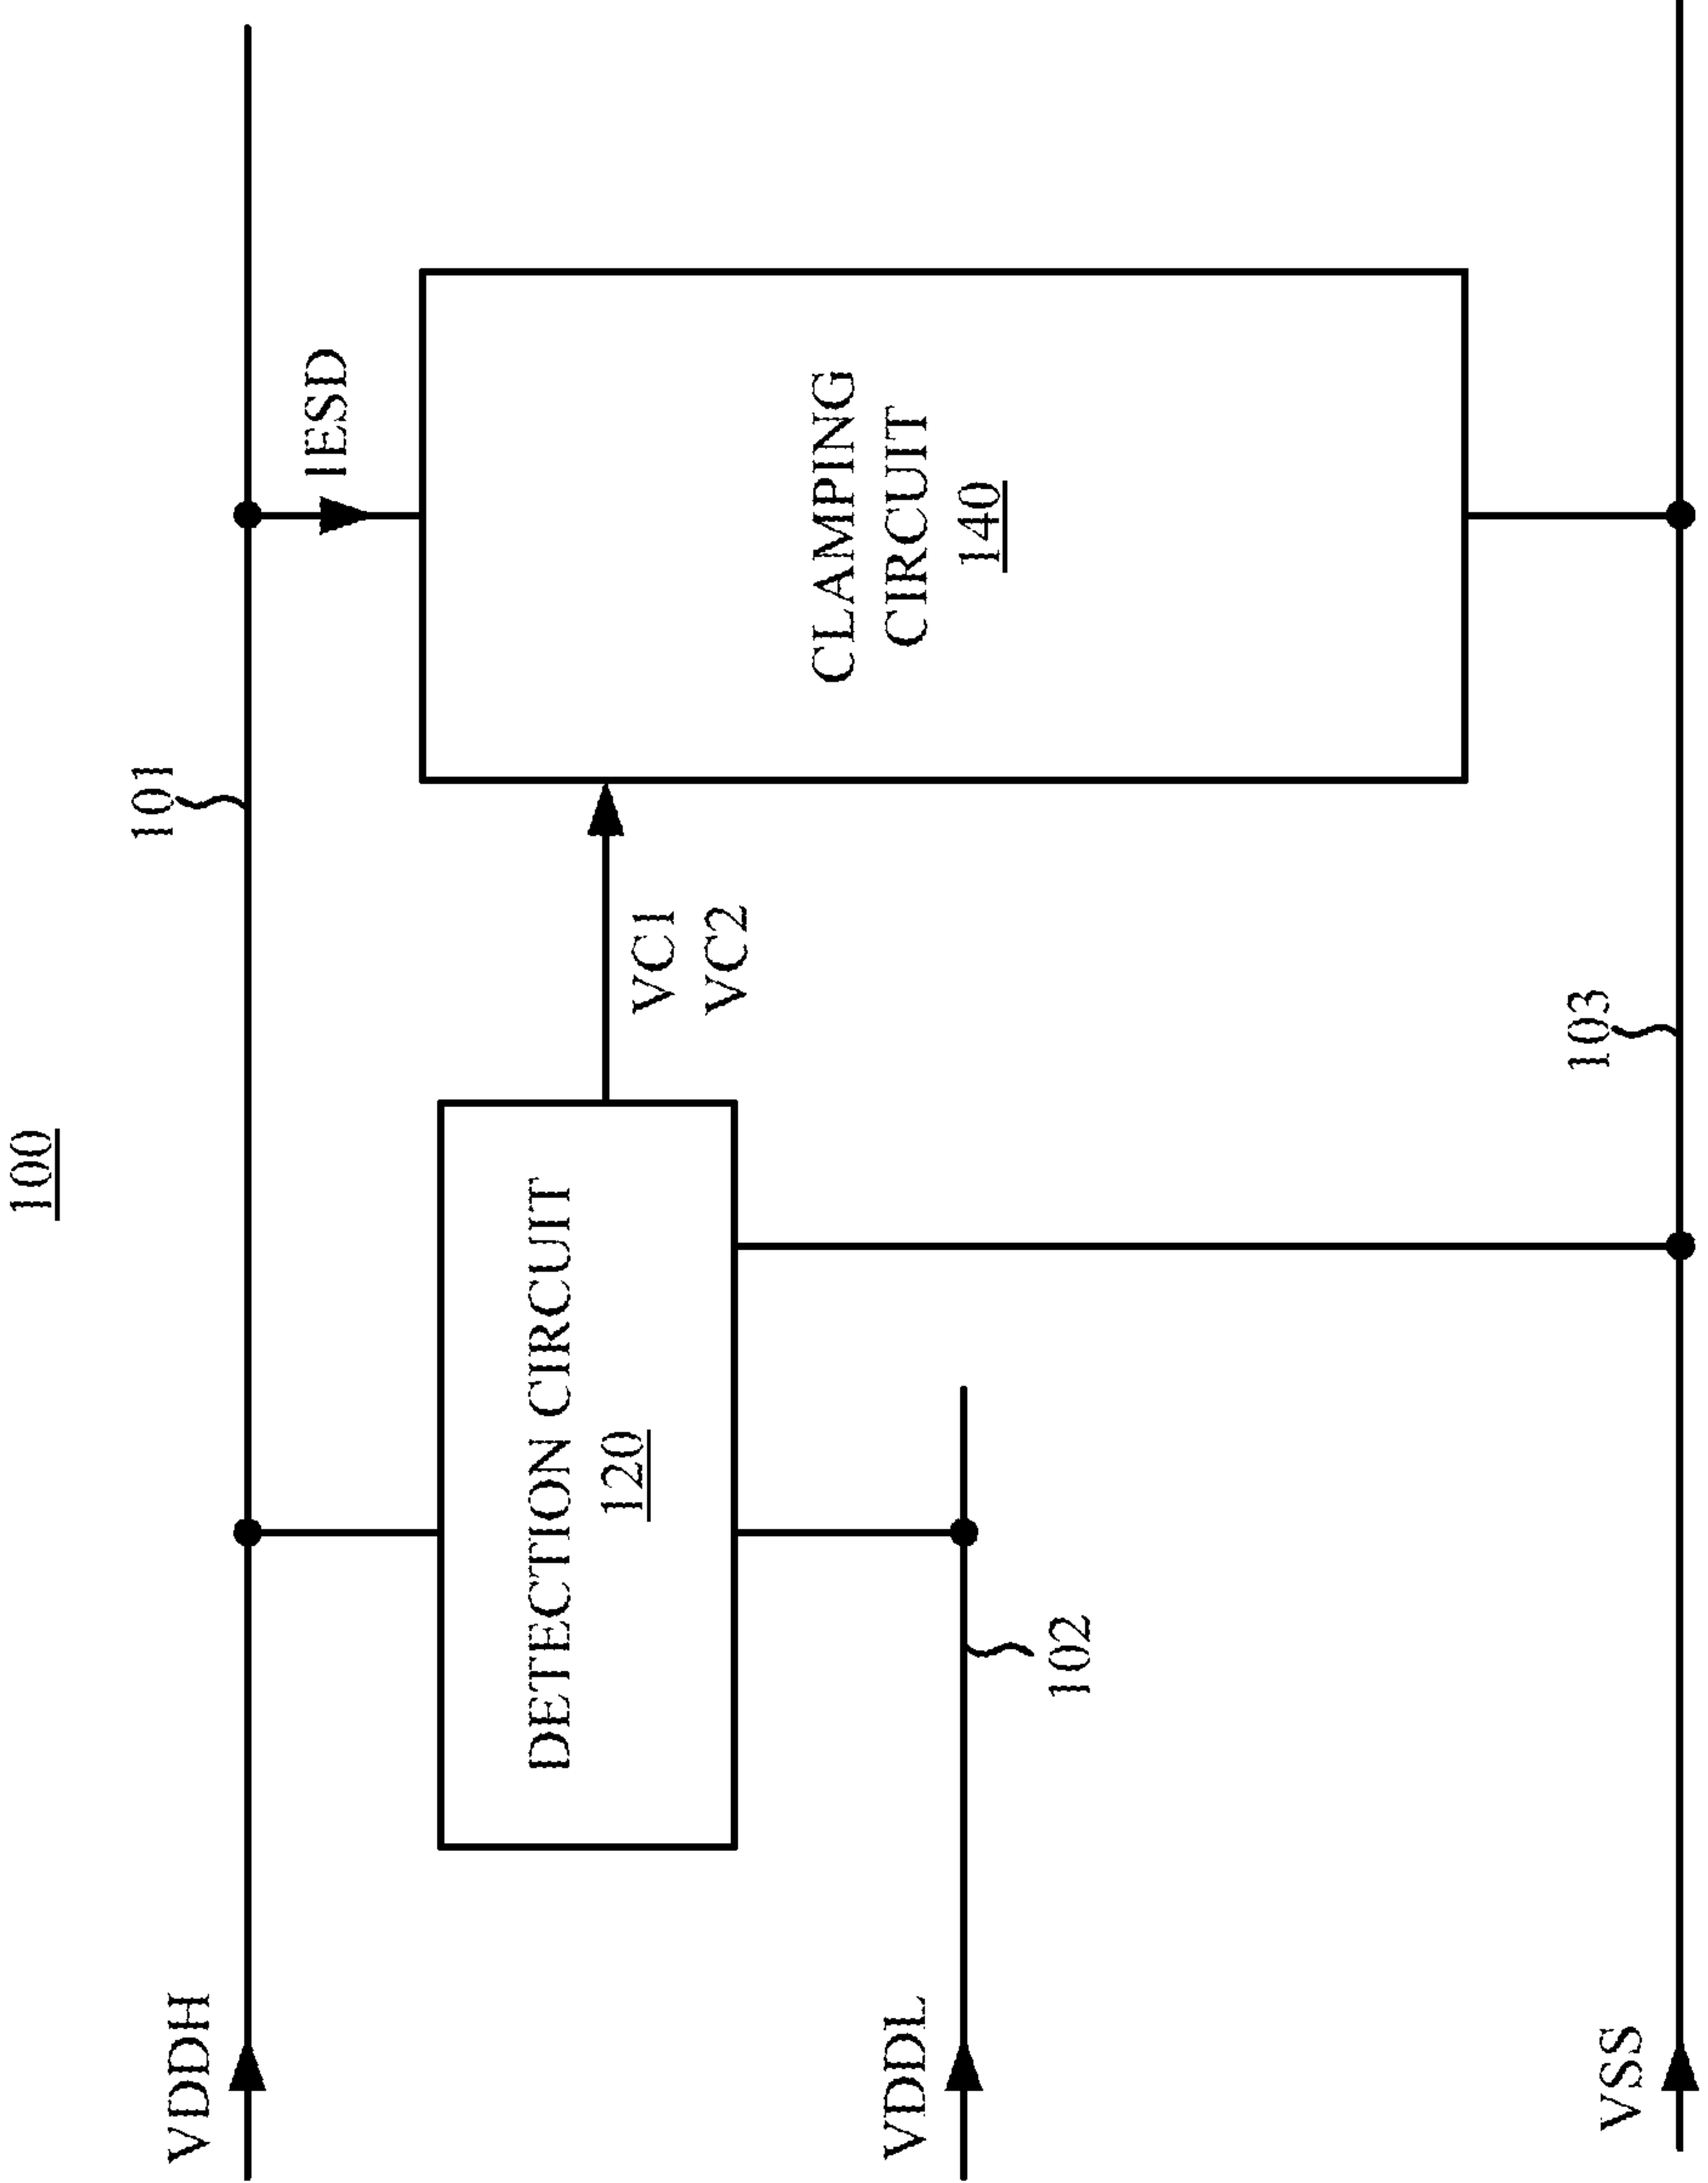 100
VDDH
101
IESD
DETECTION CIRCUIT
120
VC1
VC2
CLAMPING
CIRCUIT
140
VDDL
102
103
VSS